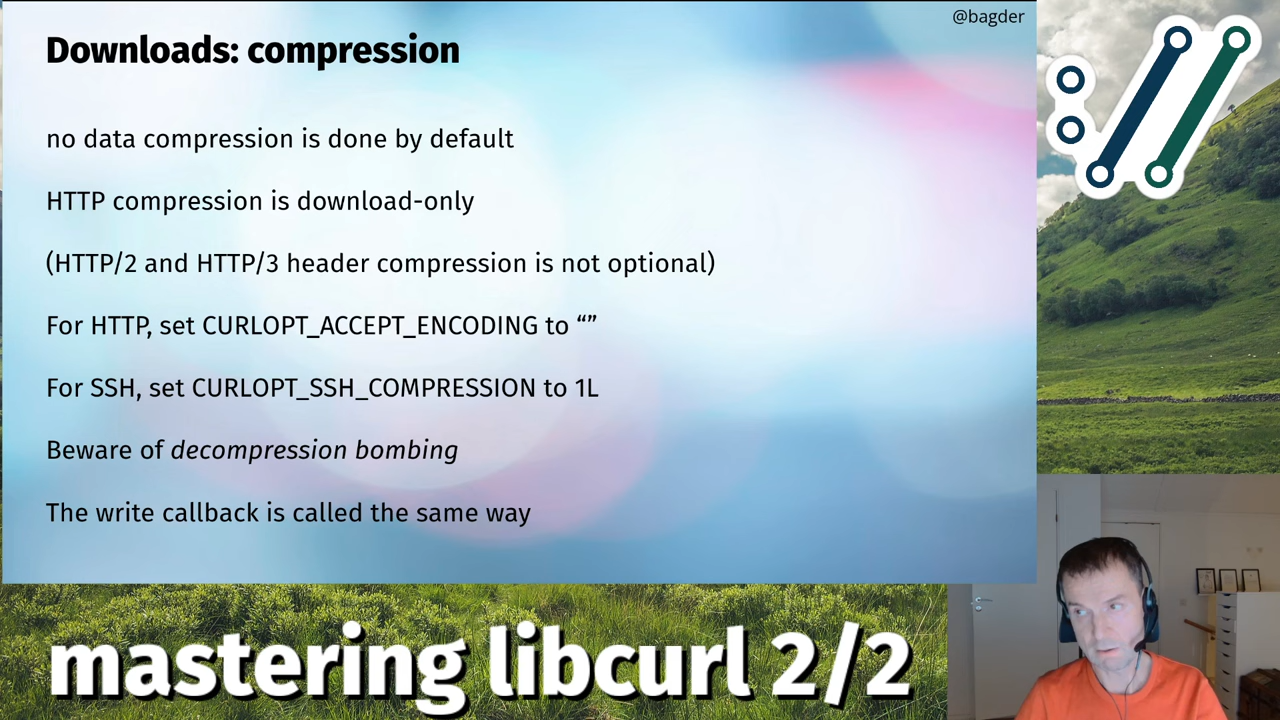 @bagder
Downloads: compression
no data compression is done by default
HTTP compression is download-only
(HTTP/2 and HTTP/3 header compression is not optional)
For HTTP, set CURLOPT_ACCEPT_ENCODING to “”
For SSH, set CURLOPT_SSH_COMPRESSION to 1L
Beware of decompression bombing
The write callback is called the same way
mastering libcurl 2/2